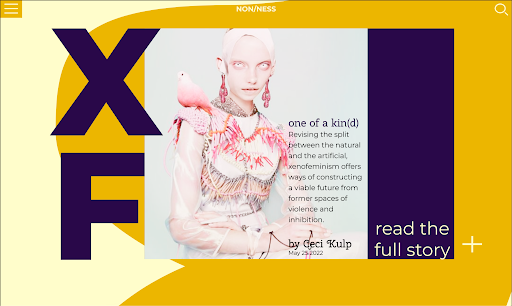 NON/NESS
X
F
one of a kin(d)
Revising the split
between the natural
and the artificial,
xenofeminism offers
ways of constructing
a viable future from
former spaces of
violence and
inhibition.
by Ceci Kulp
May 25.2022
read the
full story